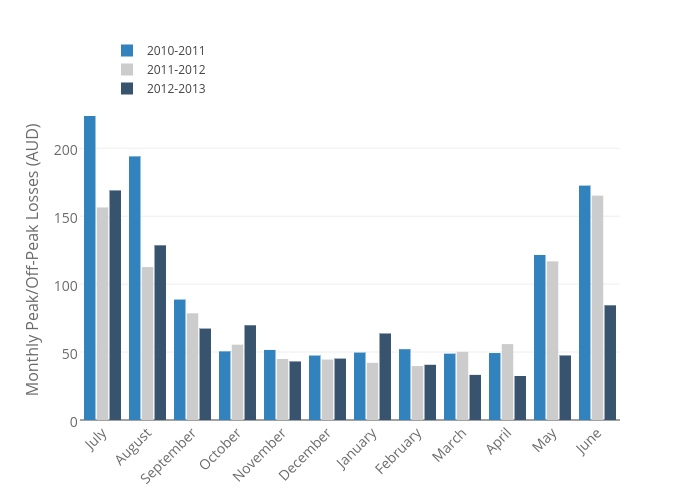 2010-2011
2011-2012
2012-2013
Monthly Peak/Off-Peak Losses (AUD)
200
150
100
50
0
July
August
September
October
November
December
January
February
March
April
May
June